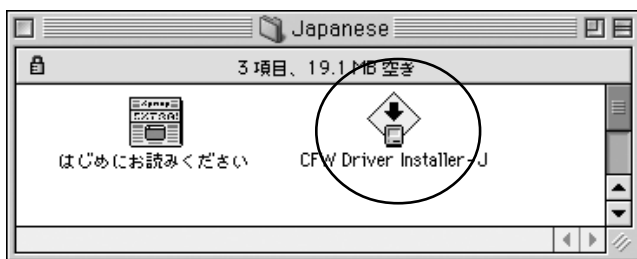 Japanese
3 項目、19.1 MB 空き
EXTRA!
はじめにお読みください
CFW Driver Installer - J